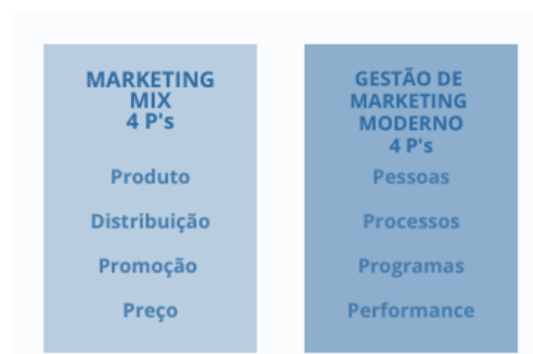 MARKETING
MIX
4 P's
Produto
Distribuição
Promoção
Preço
GESTÃO DE
MARKETING
MODERNO
4 P's
Pessoas
Processos
Programas
Performance